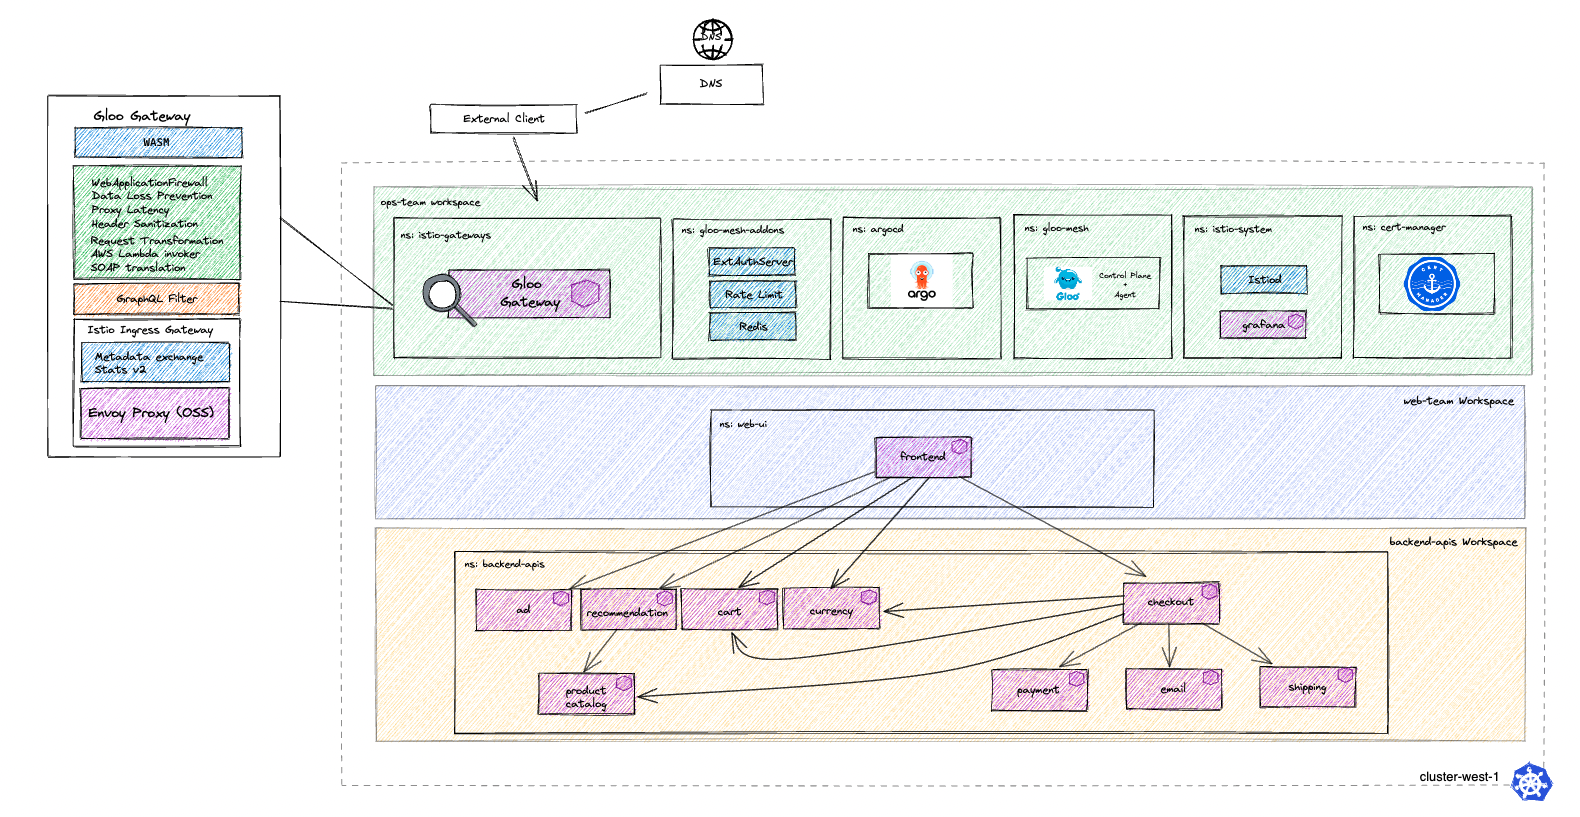 DNS
DNS
External Client
Gloo Gateway
WASM
WebApplicationFirewall
Data Loss Prevention
Proxy Latency
Header Sanitization
Request Transformation
AWS Lambda invoker
SOAP translation
GraphQL Filter
Istio Ingress Gateway
Metadata exchange
Stats v2
Envoy Proxy (OSS)
ops-team workspace
ns: istio-gateways
Gloo
Gateway
ns: gloo-mesh-addons
ExtAuthServer
Rate Limit
Redis
ns: argocd
argo
ns: gloo-mesh
Gloo
Control Plane
+
Agent
ns: istio-system
Istiod
grafana
ns: cert-manager
CERT
MANAGER
web-team Workspace
ns: web-ui
frontend
backend-apis Workspace
ns: backend-apis
ad
recommendation
cart
currency
checkout
product
catalog
payment
email
shipping
cluster-west-1